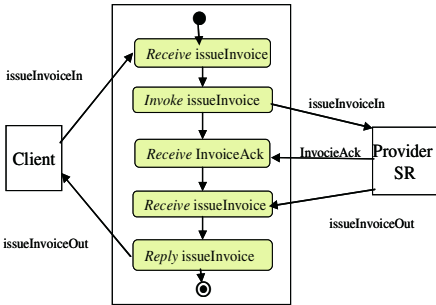 Receive issueInvoice
issueInvoiceIn
Invoke issueInvoice
issueInvoiceIn
Client
Receive InvoiceAck
InvocieAck
Provider
SR
Receive issueInvoice
issueInvoiceOut
issueInvoiceOut
Reply issueInvoice